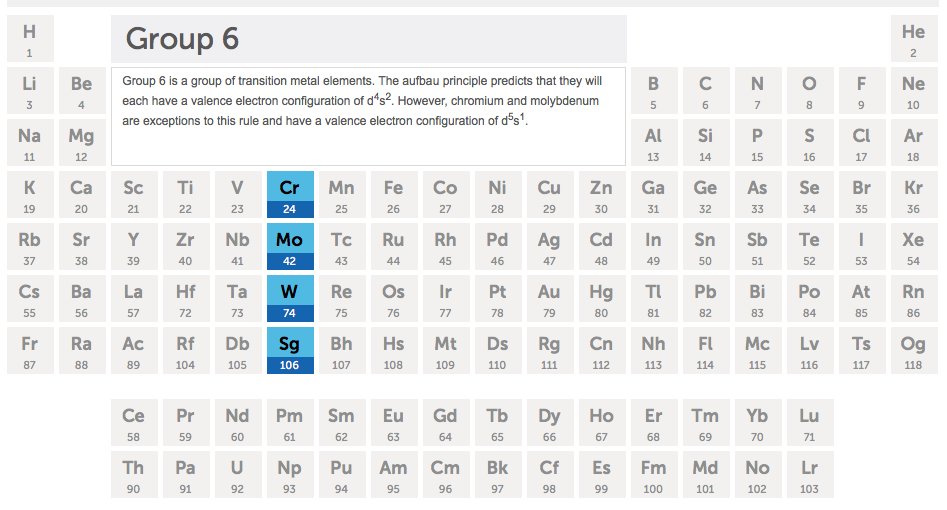 Group 6
Group 6 is a group of transition metal elements. The aufbau principle predicts that they will
each have a valence electron configuration of d⁴s². However, chromium and molybdenum
are exceptions to this rule and have a valence electron configuration of d⁵s¹.
H He
1 2
Li Be B C N O F Ne
3 4 5 6 7 8 9 10
Na Mg Al Si P S Cl Ar
11 12 13 14 15 16 17 18
K Ca Sc Ti V Cr Mn Fe Co Ni Cu Zn Ga Ge As Se Br Kr
19 20 21 22 23 24 25 26 27 28 29 30 31 32 33 34 35 36
Rb Sr Y Zr Nb Mo Tc Ru Rh Pd Ag Cd In Sn Sb Te I Xe
37 38 39 40 41 42 43 44 45 46 47 48 49 50 51 52 53 54
Cs Ba La Hf Ta W Re Os Ir Pt Au Hg Tl Pb Bi Po At Rn
55 56 57 72 73 74 75 76 77 78 79 80 81 82 83 84 85 86
Fr Ra Ac Rf Db Sg Bh Hs Mt Ds Rg Cn Nh Fl Mc Lv Ts Og
87 88 89 104 105 106 107 108 109 110 111 112 113 114 115 116 117 118
Ce Pr Nd Pm Sm Eu Gd Tb Dy Ho Er Tm Yb Lu
58 59 60 61 62 63 64 65 66 67 68 69 70 71
Th Pa U Np Pu Am Cm Bk Cf Es Fm Md No Lr
90 91 92 93 94 95 96 97 98 99 100 101 102 103